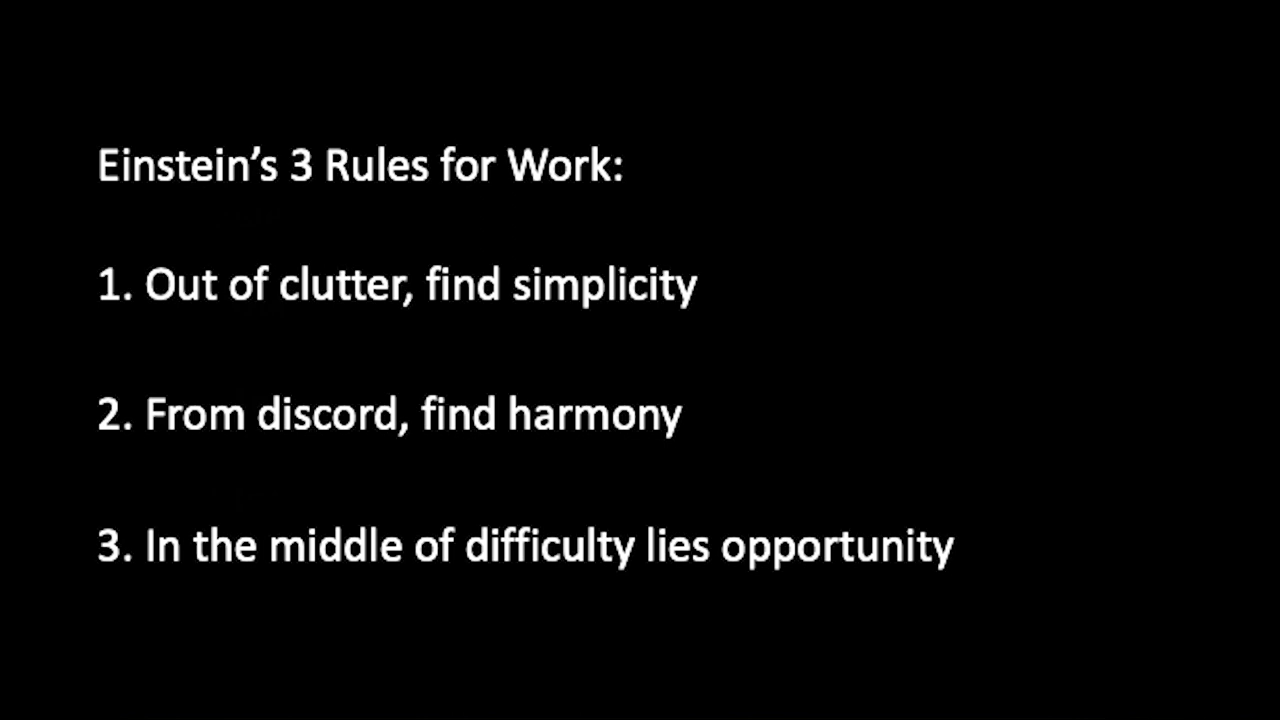 Einstein’s 3 Rules for Work:
1. Out of clutter, find simplicity
2. From discord, find harmony
3. In the middle of difficulty lies opportunity